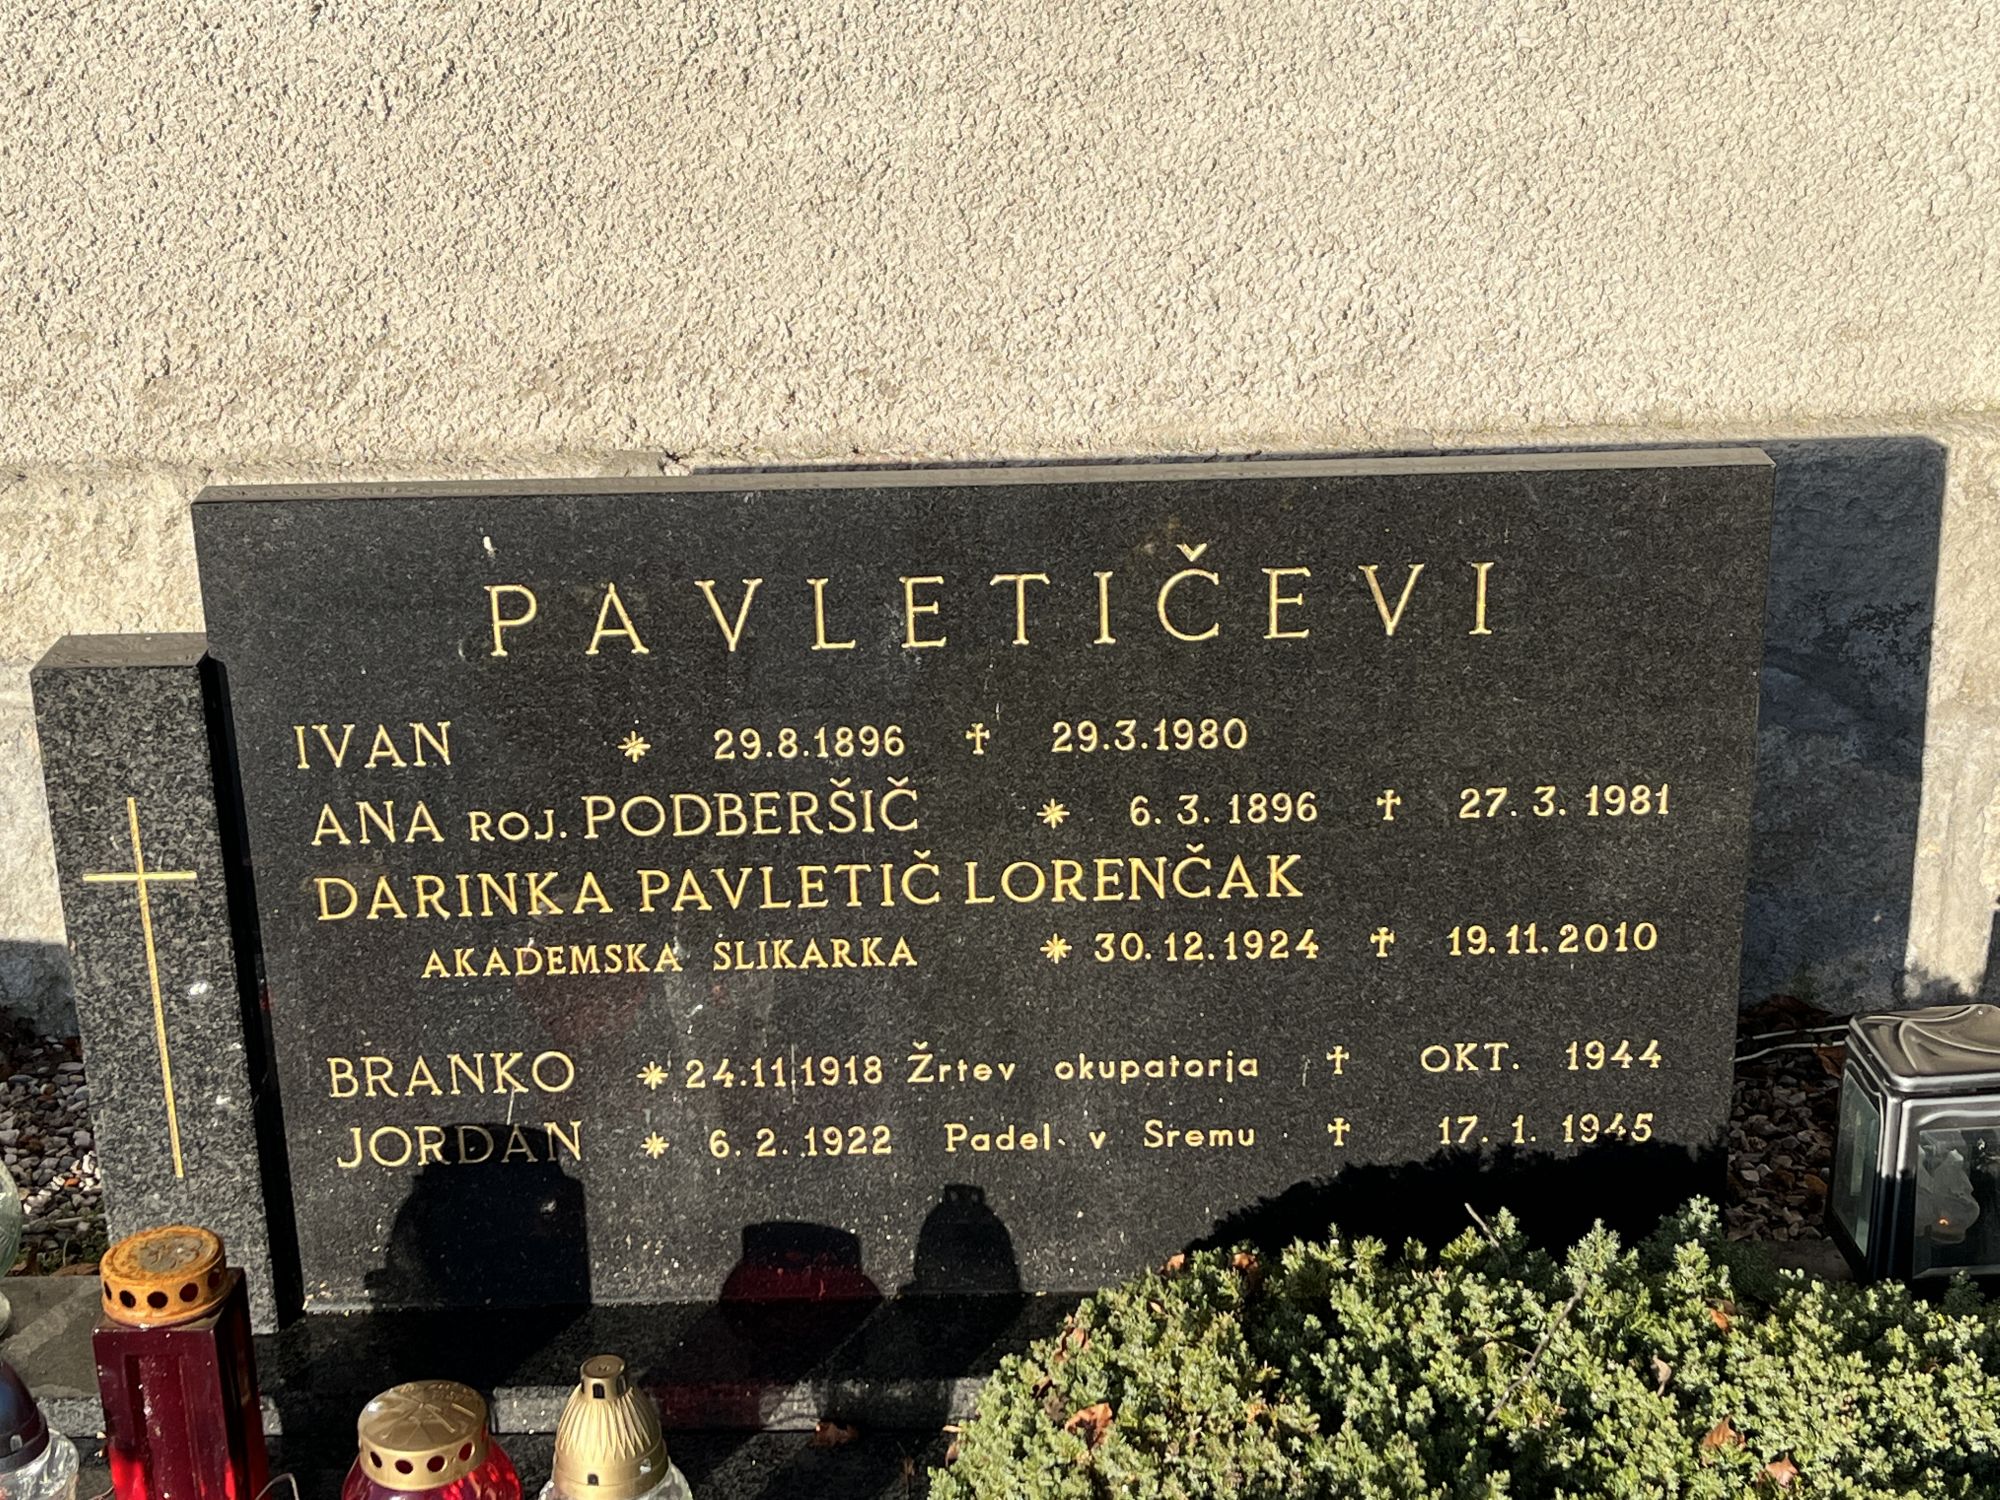 PAVLETIČEVI
IVAN * 29.8.1896 † 29.3.1980
ANA ROJ. PODBERŠIČ * 6.3.1896 † 27.3.1981
DARINKA PAVLETIČ LORENČAK
AKADEMSKA SLIKARKA * 30.12.1924 † 19.11.2010
BRANKO * 24.11.1918 Žrtev okupatorja † OKT. 1944
JORDAN * 6.2.1922 Padel v Sremu † 17.1.1945